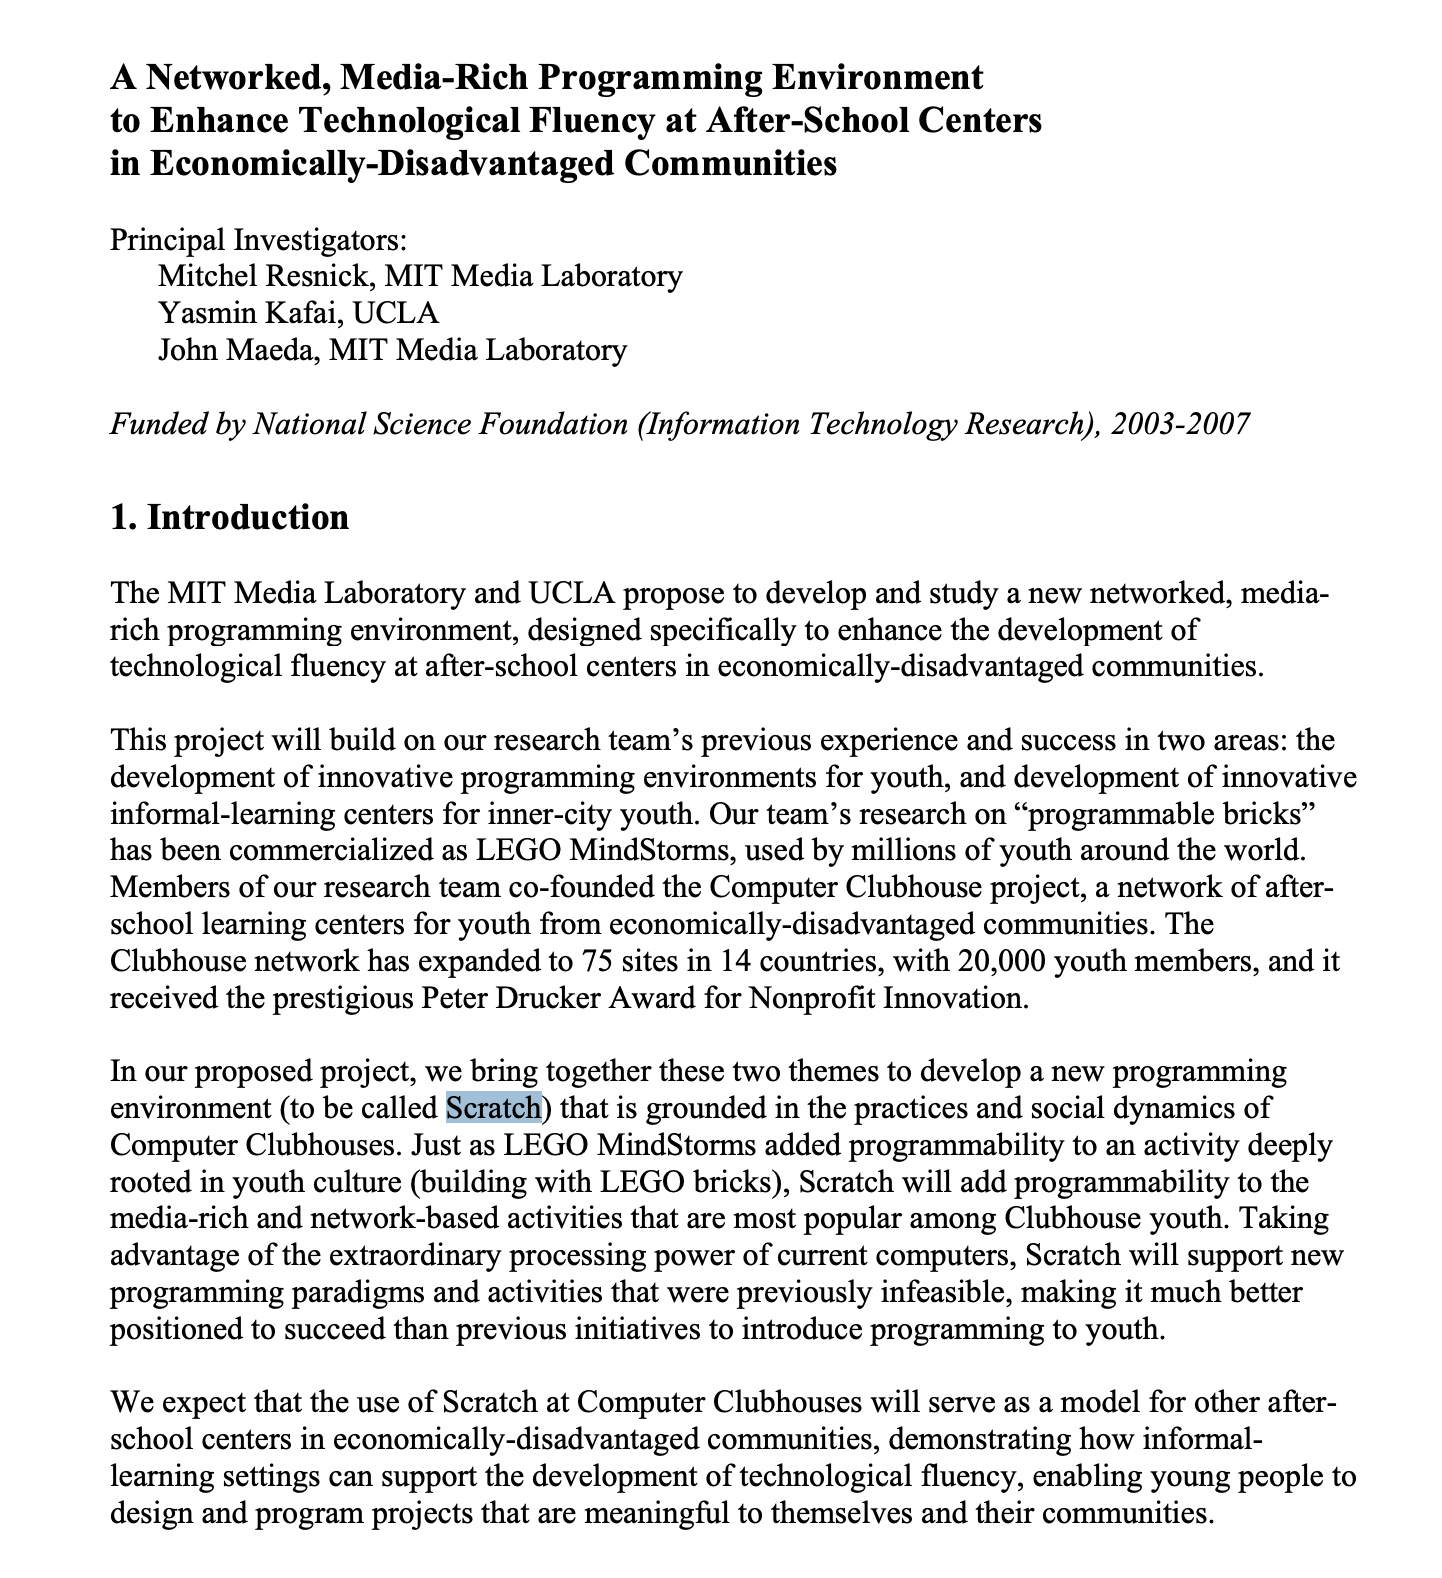 A Networked, Media-Rich Programming Environment
to Enhance Technological Fluency at After-School Centers
in Economically-Disadvantaged Communities
Principal Investigators:
Mitchel Resnick, MIT Media Laboratory
Yasmin Kafai, UCLA
John Maeda, MIT Media Laboratory
Funded by National Science Foundation (Information Technology Research), 2003-2007
1. Introduction
The MIT Media Laboratory and UCLA propose to develop and study a new networked, media-
rich programming environment, designed specifically to enhance the development of
technological fluency at after-school centers in economically-disadvantaged communities.
This project will build on our research team’s previous experience and success in two areas: the
development of innovative programming environments for youth, and development of innovative
informal-learning centers for inner-city youth. Our team’s research on “programmable bricks”
has been commercialized as LEGO MindStorms, used by millions of youth around the world.
Members of our research team co-founded the Computer Clubhouse project, a network of after-
school learning centers for youth from economically-disadvantaged communities. The
Clubhouse network has expanded to 75 sites in 14 countries, with 20,000 youth members, and it
received the prestigious Peter Drucker Award for Nonprofit Innovation.
In our proposed project, we bring together these two themes to develop a new programming
environment (to be called Scratch) that is grounded in the practices and social dynamics of
Computer Clubhouses. Just as LEGO MindStorms added programmability to an activity deeply
rooted in youth culture (building with LEGO bricks), Scratch will add programmability to the
media-rich and network-based activities that are most popular among Clubhouse youth. Taking
advantage of the extraordinary processing power of current computers, Scratch will support new
programming paradigms and activities that were previously infeasible, making it much better
positioned to succeed than previous initiatives to introduce programming to youth.
We expect that the use of Scratch at Computer Clubhouses will serve as a model for other after-
school centers in economically-disadvantaged communities, demonstrating how informal-
learning settings can support the development of technological fluency, enabling young people to
design and program projects that are meaningful to themselves and their communities.